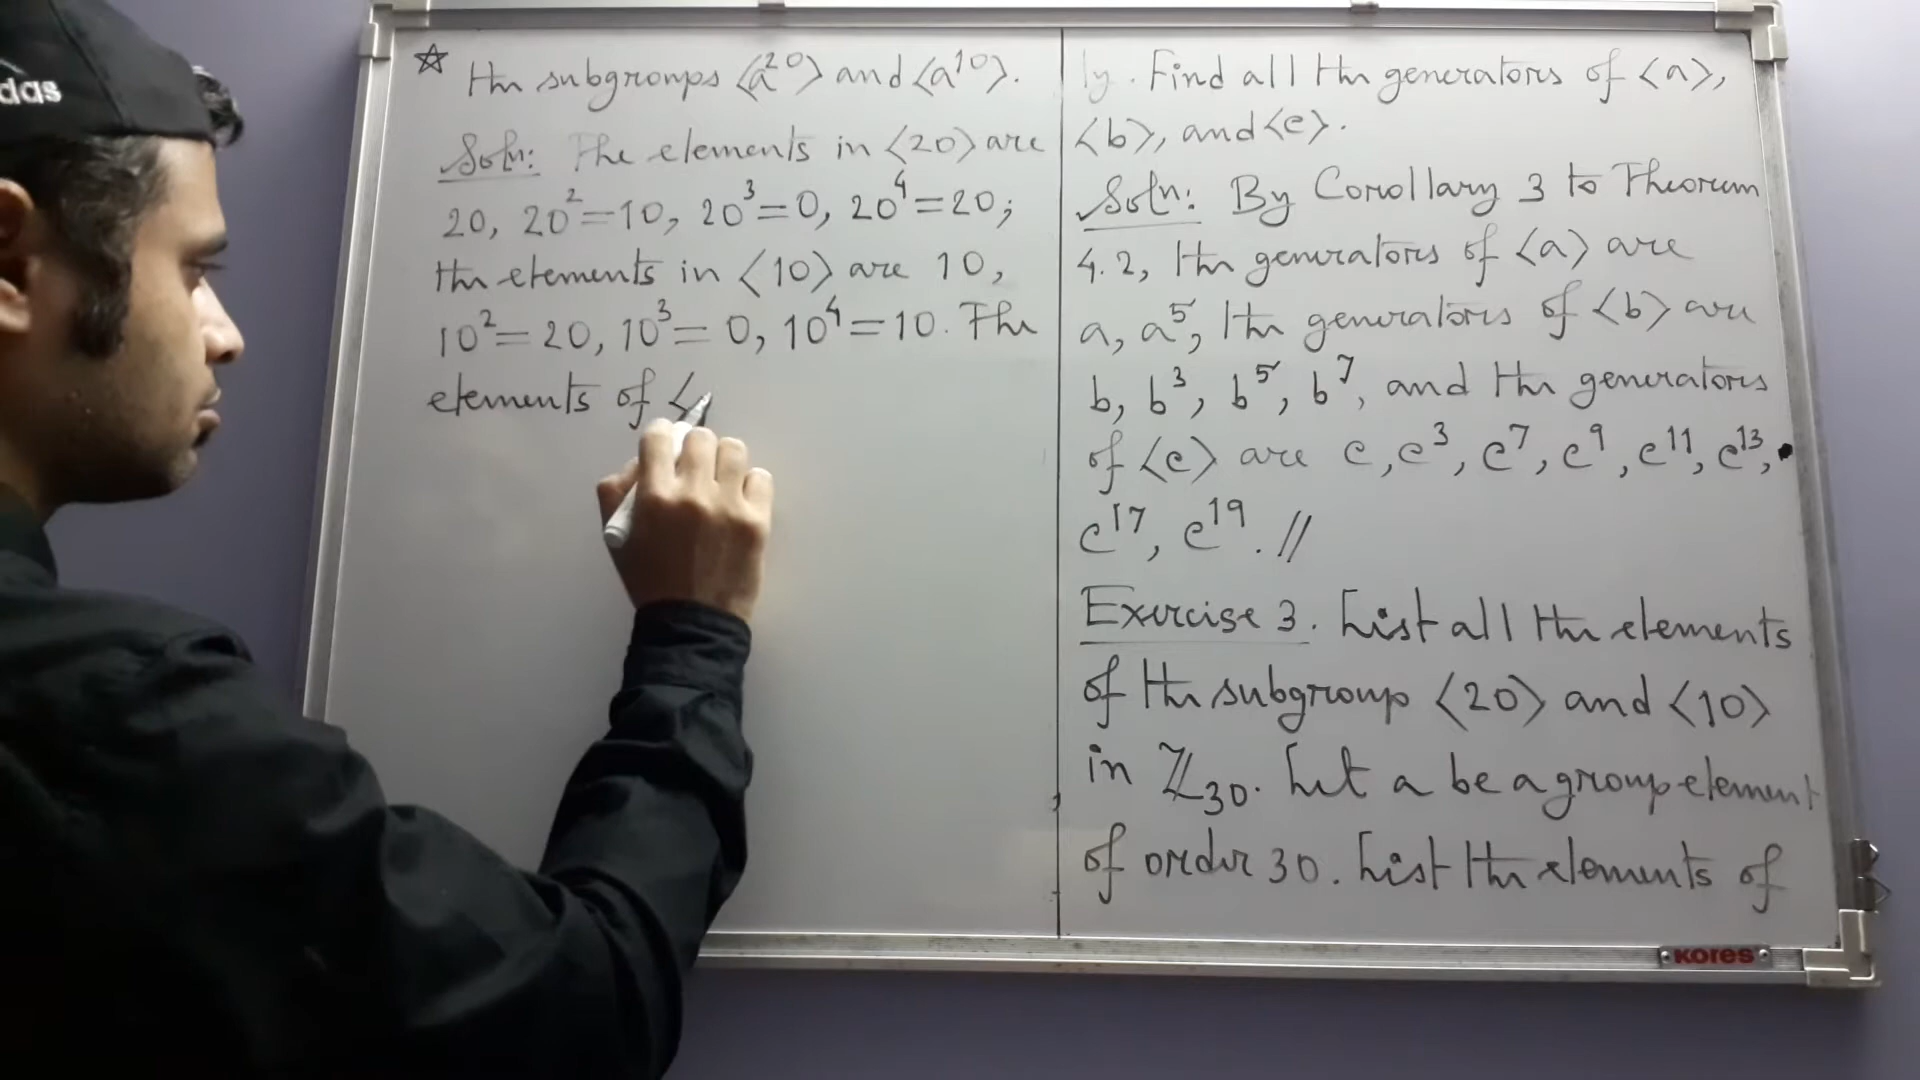 das
☆ the subgroups ⟨a²⁰⟩ and ⟨a¹⁰⟩.
Soln: The elements in ⟨20⟩ are
20, 20² = 10, 20³ = 0, 20⁴ = 20;
the elements in ⟨10⟩ are 10,
10² = 20, 10³ = 0, 10⁴ = 10. The
elements of ⟨
ly. Find all the generators of ⟨a⟩,
⟨b⟩, and ⟨c⟩.
Soln: By Corollary 3 to Theorem
4.2, the generators of ⟨a⟩ are
a, a⁵, the generators of ⟨b⟩ are
b, b³, b⁵, b⁷, and the generators
of ⟨c⟩ are c, c³, c⁷, c⁹, c¹¹, c¹³,
c¹⁷, c¹⁹. //
Exercise 3. List all the elements
of the subgroup ⟨20⟩ and ⟨10⟩
in ℤ₃₀. Let a be a group element
of order 30. List the elements of
KORES